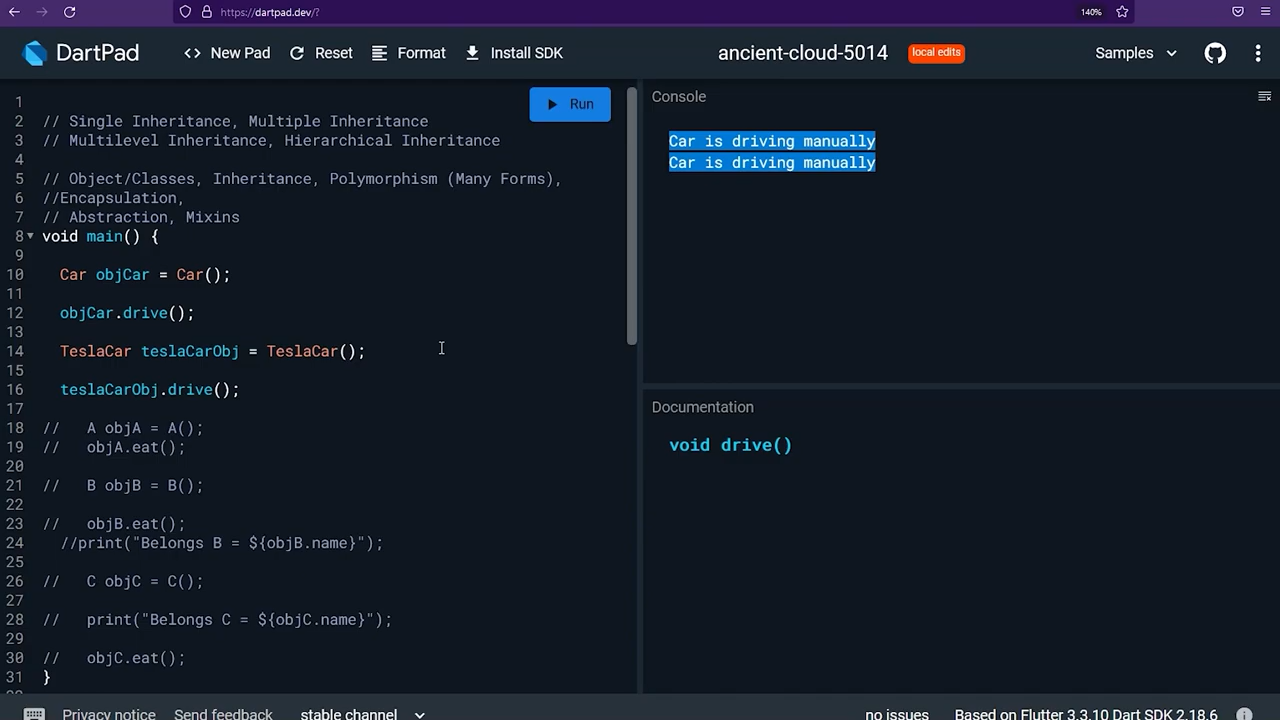 https://dartpad.dev/?
140%
DartPad
New Pad
Reset
Format
Install SDK
ancient-cloud-5014
local edits
Samples
Run
1
2 // Single Inheritance, Multiple Inheritance
3 // Multilevel Inheritance, Hierarchical Inheritance
4
5 // Object/Classes, Inheritance, Polymorphism (Many Forms),
6 //Encapsulation,
7 // Abstraction, Mixins
8 void main() {
9
10 Car objCar = Car();
11
12 objCar.drive();
13
14 TeslaCar teslaCarObj = TeslaCar();
15
16 teslaCarObj.drive();
17
18 // A objA = A();
19 // objA.eat();
20
21 // B objB = B();
22
23 // objB.eat();
24 //print("Belongs B = ${objB.name}");
25
26 // C objC = C();
27
28 // print("Belongs C = ${objC.name}");
29
30 // objC.eat();
31 }
Console
Car is driving manually
Car is driving manually
Documentation
void drive()
Privacy notice
Send feedback
stable channel
no issues
Based on Flutter 3.3.10 Dart SDK 2.18.6